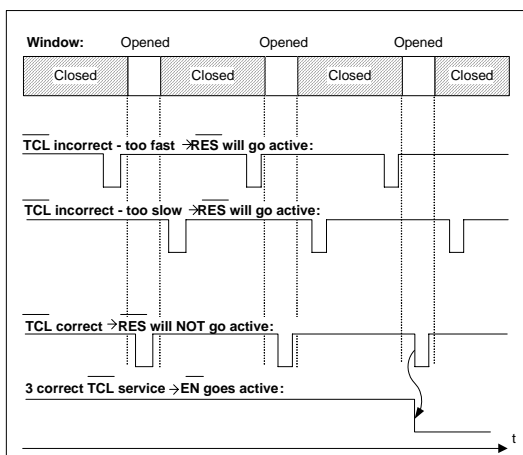 Window: Opened Opened Opened
Closed Closed Closed Closed
TCL incorrect - too fast →RES will go active:
TCL incorrect - too slow →RES will go active:
TCL correct →RES will NOT go active:
3 correct TCL service →EN goes active:
t